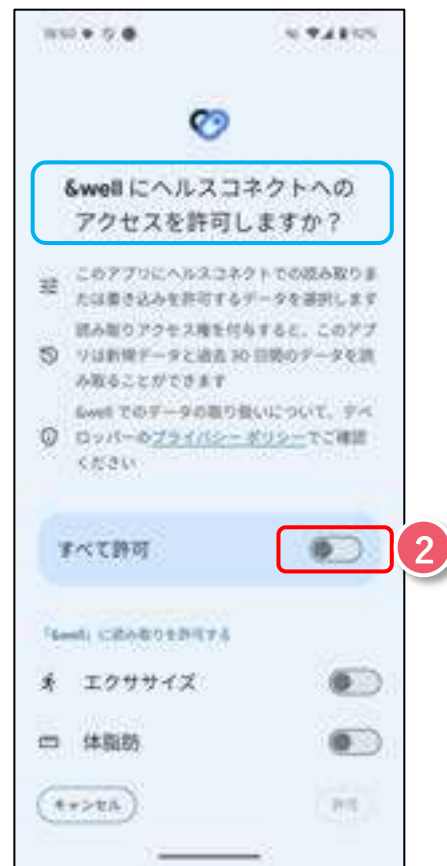 &well にヘルスコネクトへの
アクセスを許可しますか？
このアプリにヘルスコネクトでの読み取りま
たは書き込みを許可するデータを選択します
読み取りアクセス権を付与すると、このアプ
リは新規データと過去 30 日間のデータを読
み取ることができます
&well でのデータの取り扱いについて、デベ
ロッパーのプライバシー ポリシーでご確認
ください
すべて許可
2
「&well」に読み取りを許可する
エクササイズ
体脂肪
キャンセル
許可